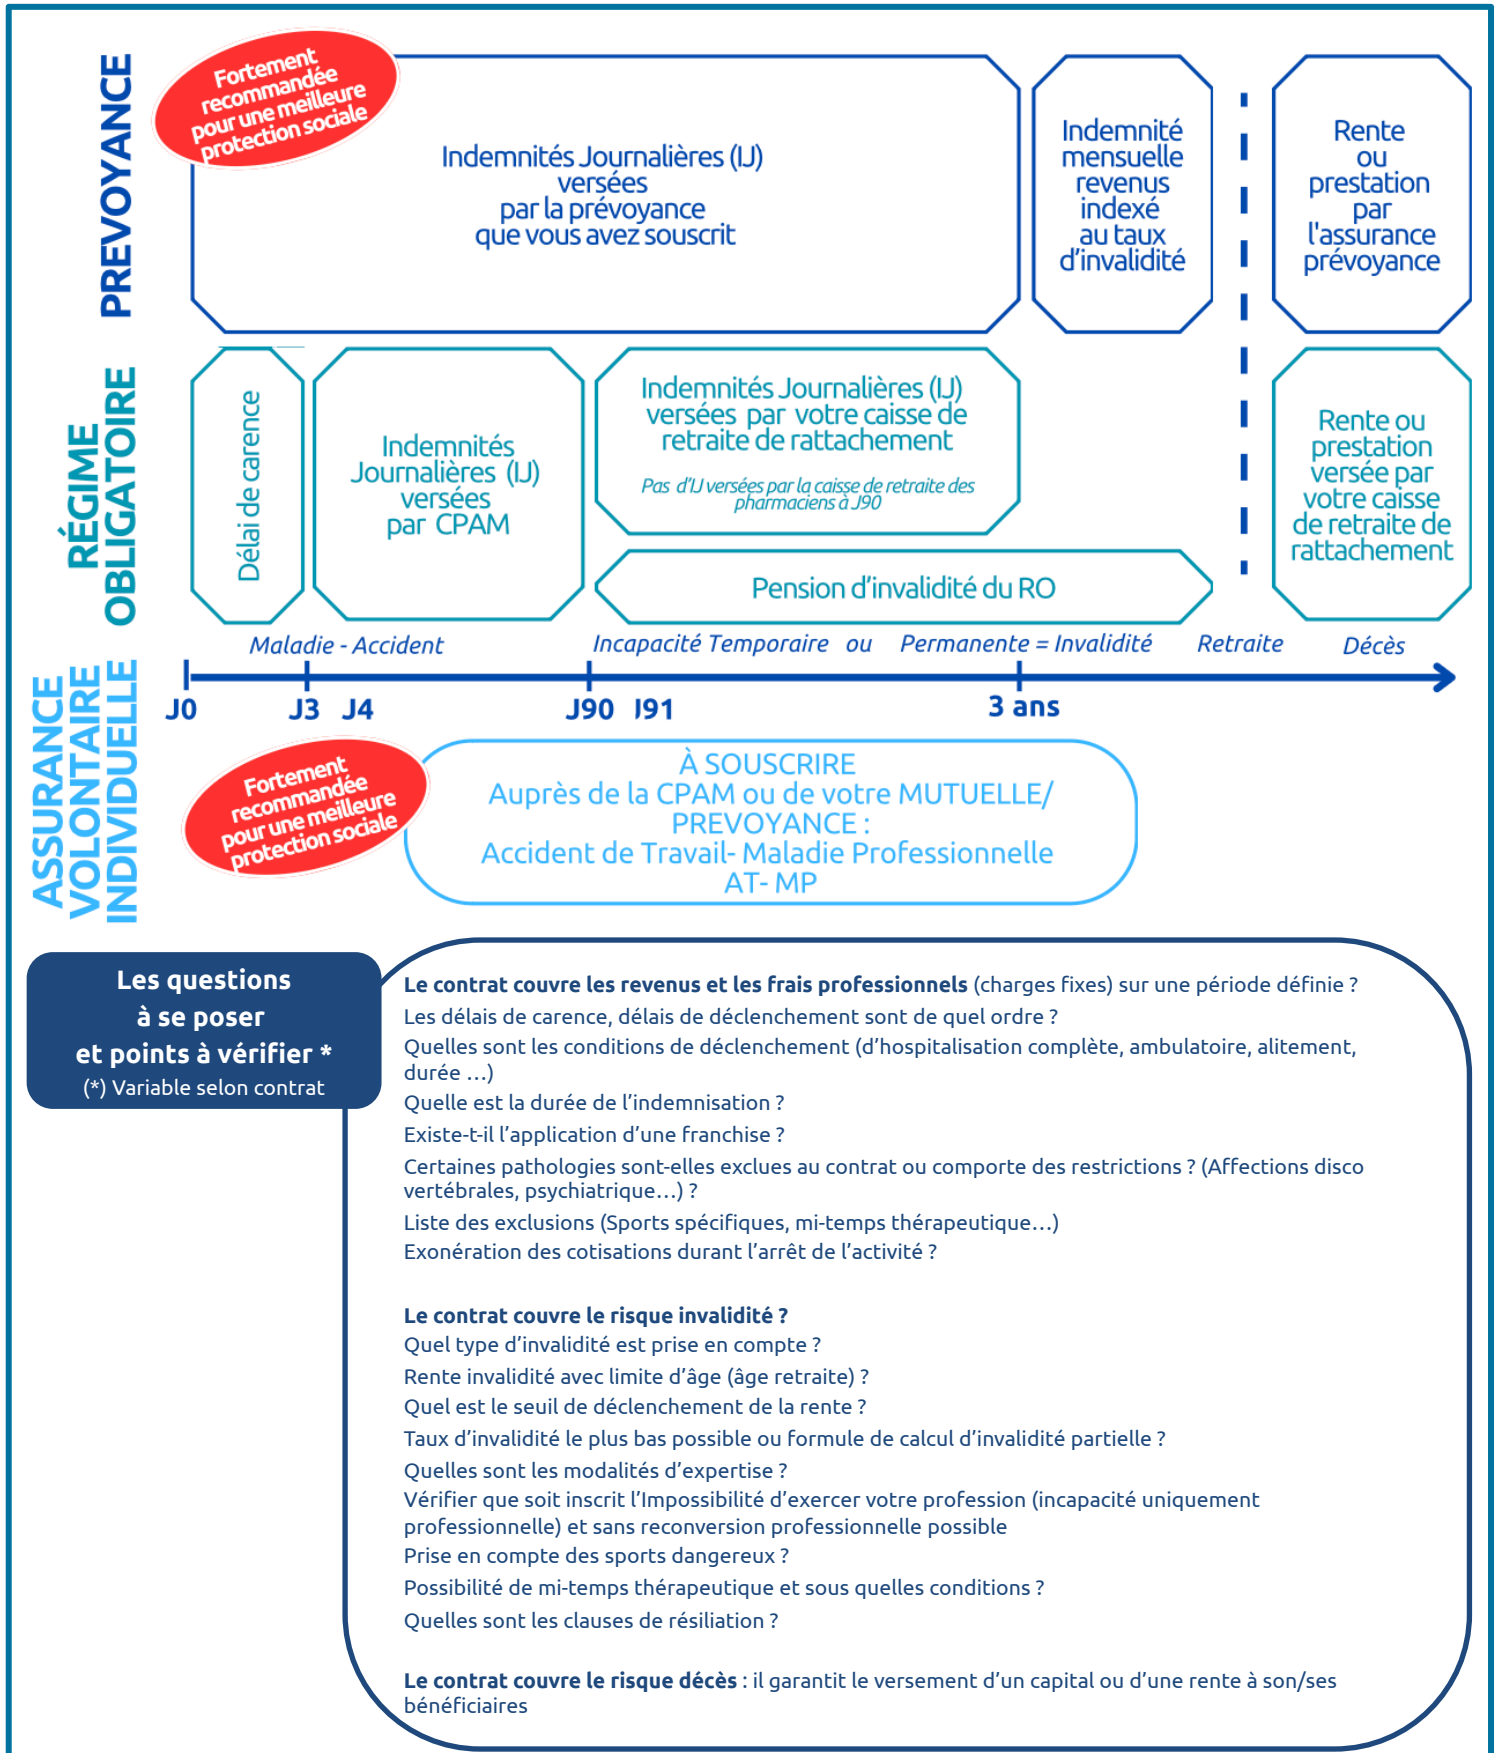 PREVOYANCE
Fortement
recommandée
pour une meilleure
protection sociale
Indemnités Journalières (IJ)
versées
par la prévoyance
que vous avez souscrit
Indemnité
mensuelle
revenus
indexé
au taux
d'invalidité
Rente
ou
prestation
par
l'assurance
prévoyance
RÉGIME
OBLIGATOIRE
Délai de carence
Indemnités
Journalières (IJ)
versées
par CPAM
Indemnités Journalières (IJ)
versées par votre caisse de
retraite de rattachement
Pas d'IJ versées par la caisse de retraite des
pharmaciens à J90
Pension d'invalidité du RO
Rente ou
prestation
versée par
votre caisse
de retraite de
rattachement
Maladie - Accident
Incapacité Temporaire ou Permanente = Invalidité
Retraite
Décès
J0
J3 J4
J90 J91
3 ans
ASSURANCE
VOLONTAIRE
INDIVIDUELLE
Fortement
recommandée
pour une meilleure
protection sociale
À SOUSCRIRE
Auprès de la CPAM ou de votre MUTUELLE/
PREVOYANCE :
Accident de Travail- Maladie Professionnelle
AT- MP
Les questions
à se poser
et points à vérifier *
(*) Variable selon contrat
Le contrat couvre les revenus et les frais professionnels (charges fixes) sur une période définie ?
Les délais de carence, délais de déclenchement sont de quel ordre ?
Quelles sont les conditions de déclenchement (d'hospitalisation complète, ambulatoire, alitement,
durée …)
Quelle est la durée de l'indemnisation ?
Existe-t-il l'application d'une franchise ?
Certaines pathologies sont-elles exclues au contrat ou comporte des restrictions ? (Affections disco
vertébrales, psychiatrique…) ?
Liste des exclusions (Sports spécifiques, mi-temps thérapeutique…)
Exonération des cotisations durant l'arrêt de l'activité ?
Le contrat couvre le risque invalidité ?
Quel type d'invalidité est prise en compte ?
Rente invalidité avec limite d'âge (âge retraite) ?
Quel est le seuil de déclenchement de la rente ?
Taux d'invalidité le plus bas possible ou formule de calcul d'invalidité partielle ?
Quelles sont les modalités d'expertise ?
Vérifier que soit inscrit l'Impossibilité d'exercer votre profession (incapacité uniquement
professionnelle) et sans reconversion professionnelle possible
Prise en compte des sports dangereux ?
Possibilité de mi-temps thérapeutique et sous quelles conditions ?
Quelles sont les clauses de résiliation ?
Le contrat couvre le risque décès : il garantit le versement d'un capital ou d'une rente à son/ses
bénéficiaires